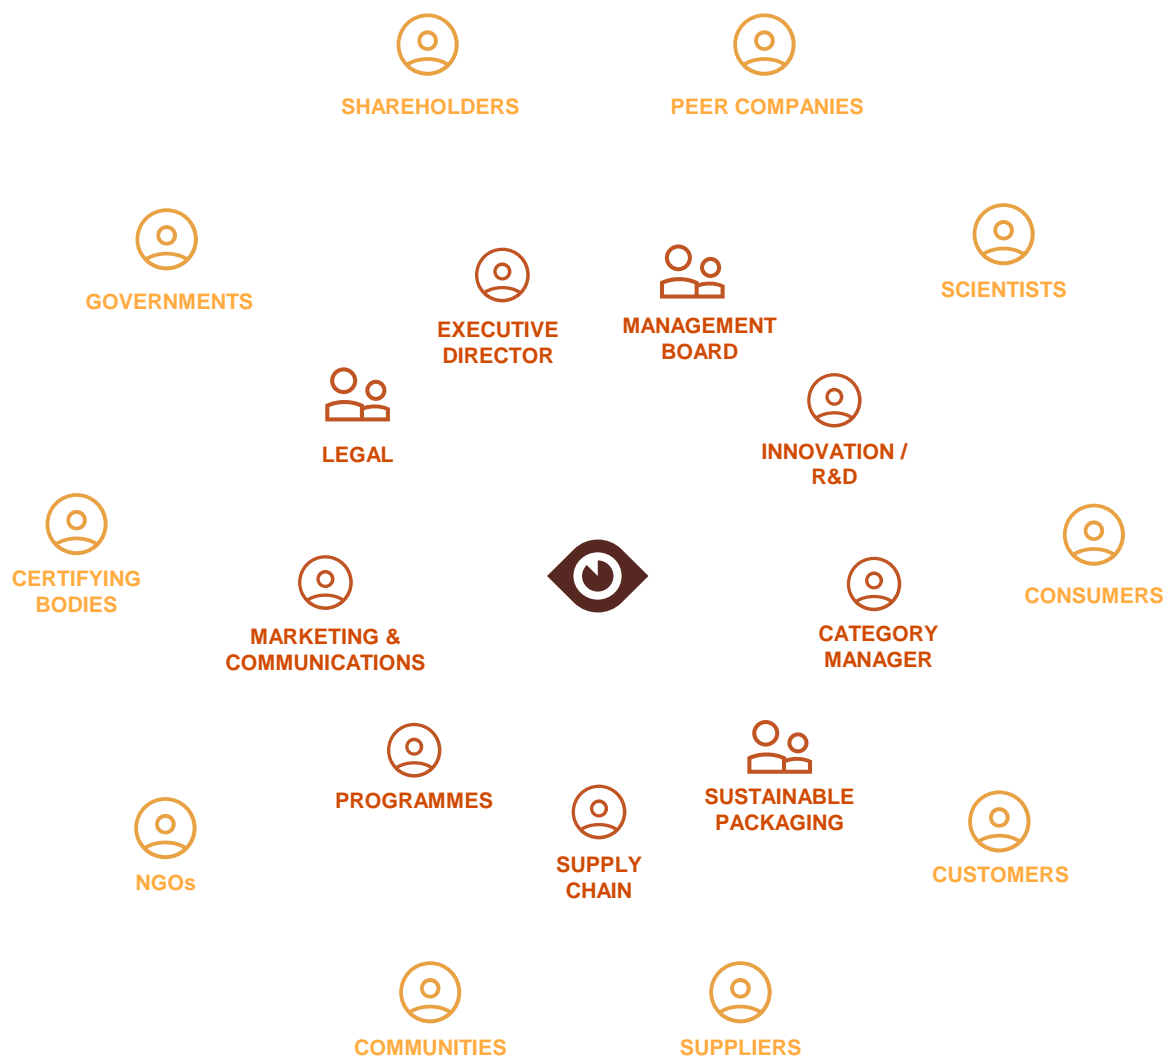 SHAREHOLDERS
PEER COMPANIES
GOVERNMENTS
SCIENTISTS
EXECUTIVE
DIRECTOR
MANAGEMENT
BOARD
LEGAL
INNOVATION /
R&D
CERTIFYING
BODIES
CONSUMERS
MARKETING &
COMMUNICATIONS
CATEGORY
MANAGER
PROGRAMMES
SUSTAINABLE
PACKAGING
SUPPLY
CHAIN
NGOs
CUSTOMERS
COMMUNITIES
SUPPLIERS